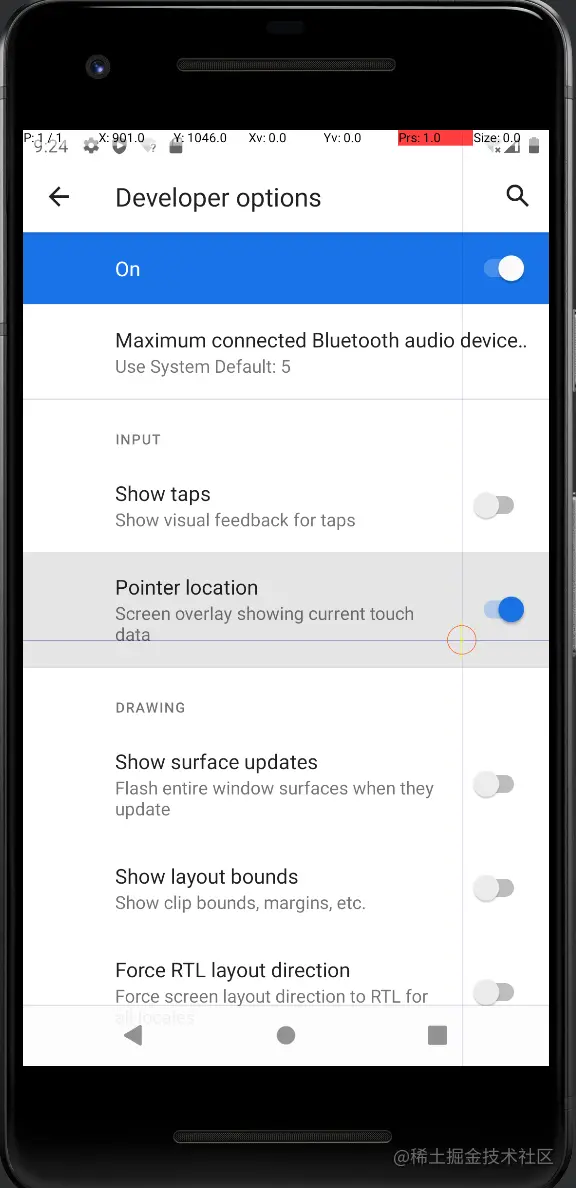 P: 1 / 1 X: 901.0 Y: 1046.0 Xv: 0.0 Yv: 0.0 Prs: 1.0 Size: 0.0
9:24
Developer options
On
Maximum connected Bluetooth audio device..
Use System Default: 5
INPUT
Show taps
Show visual feedback for taps
Pointer location
Screen overlay showing current touch
data
DRAWING
Show surface updates
Flash entire window surfaces when they
update
Show layout bounds
Show clip bounds, margins, etc.
Force RTL layout direction
Force screen layout direction to RTL for
all locales
@稀土掘金技术社区